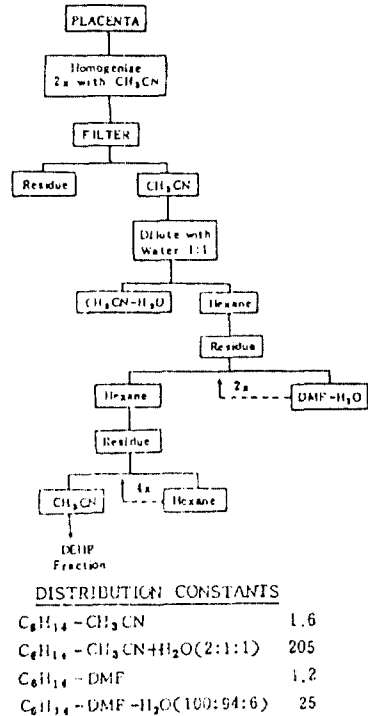 PLACENTA
Homogeniae
2x with CH₃CN
FILTER
Residue
CH₃CN
Dilute with
Water 1:1
CH₃CN-H₂O
Hexane
Residue
Hexane
2x
DMF-H₂O
Residue
CH₃CN
4x
Hexane
DEHP
Fraction
DISTRIBUTION CONSTANTS
C₆H₁₄-CH₃CN 1.6
C₆H₁₄-CH₃CN+H₂O(2:1:1) 205
C₆H₁₄-DMF 1.2
C₆H₁₄-DMF-H₂O(100:94:6) 25